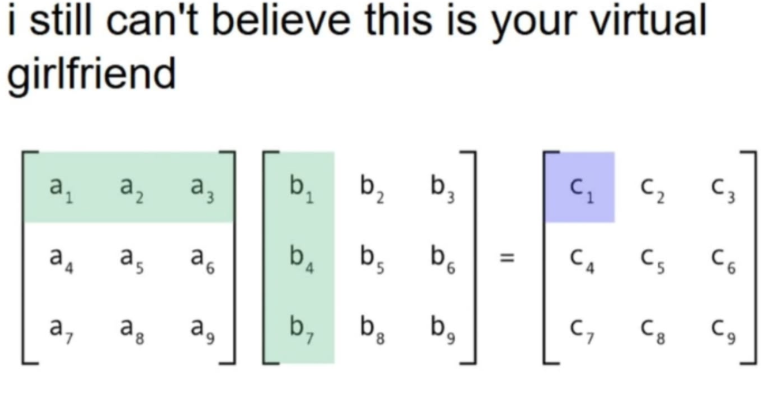 i still can't believe this is your virtual
girlfriend
a₁ a₂ a₃ b₁ b₂ b₃ c₁ c₂ c₃
a₄ a₅ a₆ b₄ b₅ b₆ = c₄ c₅ c₆
a₇ a₈ a₉ b₇ b₈ b₉ c₇ c₈ c₉